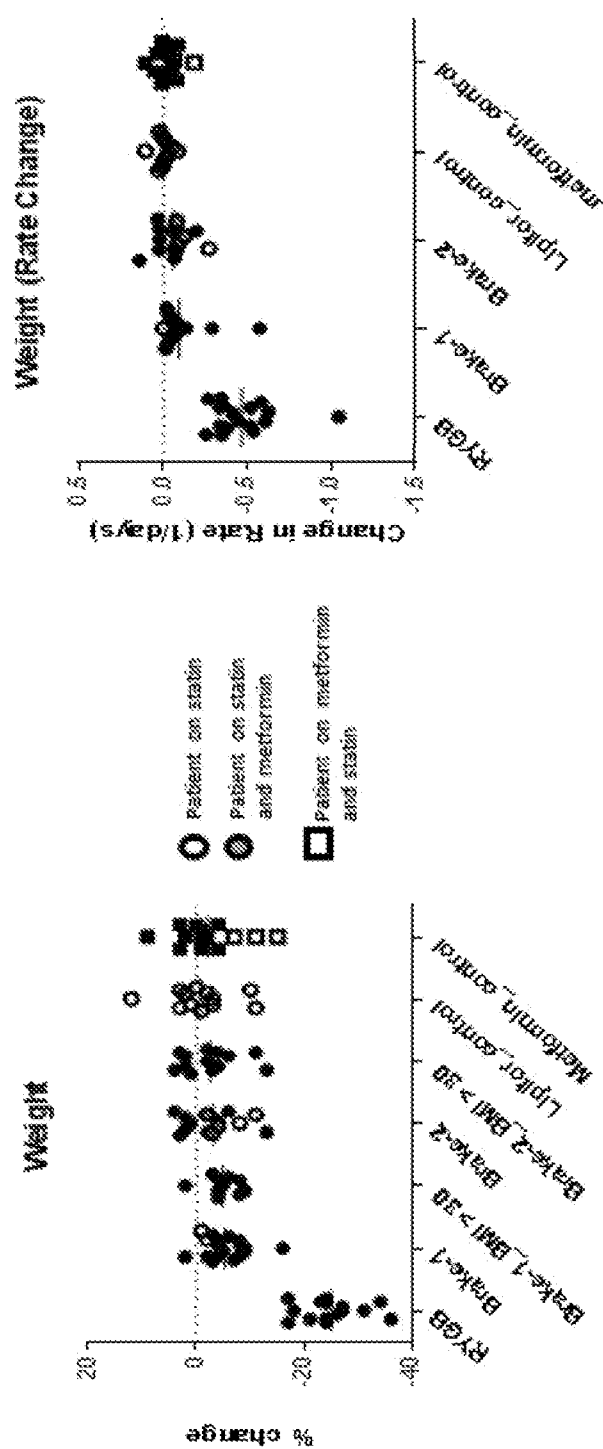 Weight
% change
20
0
-20
-40
RYGB
Brake-1
Brake-1_BMI > 30
Brake-2
Brake-2_BMI > 30
Lipitor_control
Metformin_control
Patient on statin
Patient on statin
and metformin
Patient on metformin
and statin
Weight (Rate Change)
Change in Rate (1/days)
0.5
0.0
-0.5
-1.0
-1.5
RYGB
Brake-1
Brake-2
Lipitor_control
metformin_control